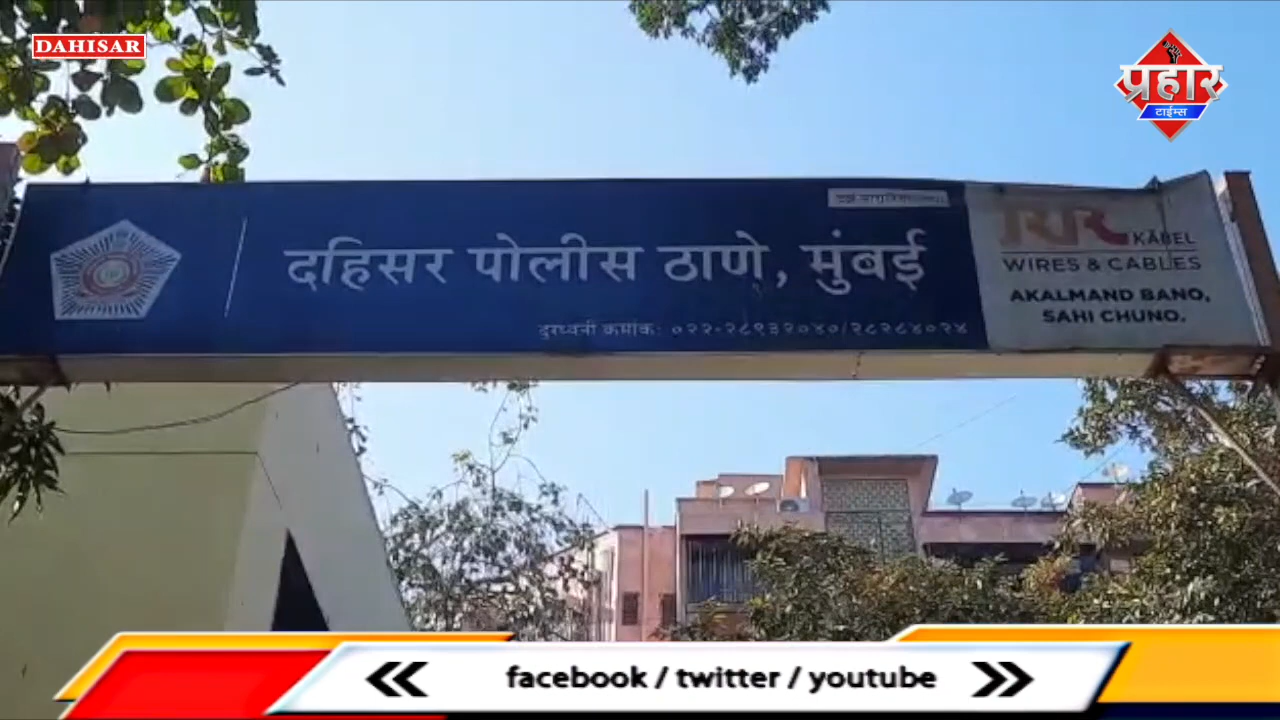 DAHISAR
प्रहार
टाईम्स
दहिसर पोलीस ठाणे, मुंबई
दुरध्वनी क्रमांक: ०२२-२८९३२०४०/२८२८४०२४
RR KABEL
WIRES & CABLES
AKALMAND BANO,
SAHI CHUNO.
facebook / twitter / youtube